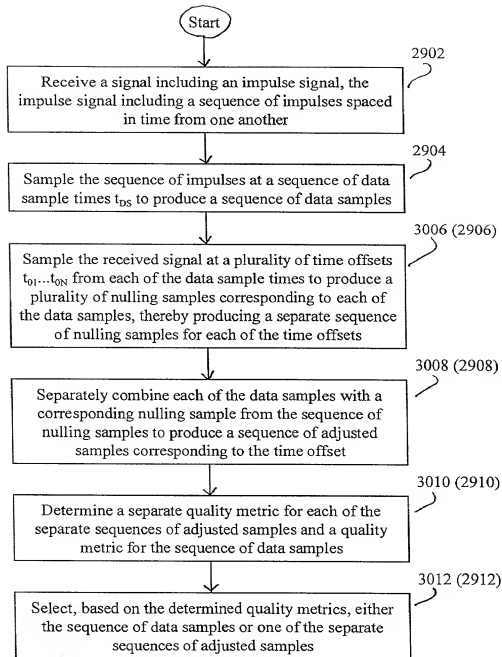 Start
2902
Receive a signal including an impulse signal, the
impulse signal including a sequence of impulses spaced
in time from one another
2904
Sample the sequence of impulses at a sequence of data
sample times tDS to produce a sequence of data samples
3006 (2906)
Sample the received signal at a plurality of time offsets
t01...t0N from each of the data sample times to produce a
plurality of nulling samples corresponding to each of
the data samples, thereby producing a separate sequence
of nulling samples for each of the time offsets
3008 (2908)
Separately combine each of the data samples with a
corresponding nulling sample from the sequence of
nulling samples to produce a sequence of adjusted
samples corresponding to the time offset
3010 (2910)
Determine a separate quality metric for each of the
separate sequences of adjusted samples and a quality
metric for the sequence of data samples
3012 (2912)
Select, based on the determined quality metrics, either
the sequence of data samples or one of the separate
sequences of adjusted samples